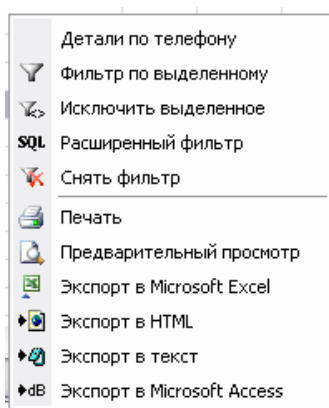 Детали по телефону
Фильтр по выделенному
Исключить выделенное
SQL Расширенный фильтр
Снять фильтр
Печать
Предварительный просмотр
Экспорт в Microsoft Excel
Экспорт в HTML
Экспорт в текст
dB Экспорт в Microsoft Access